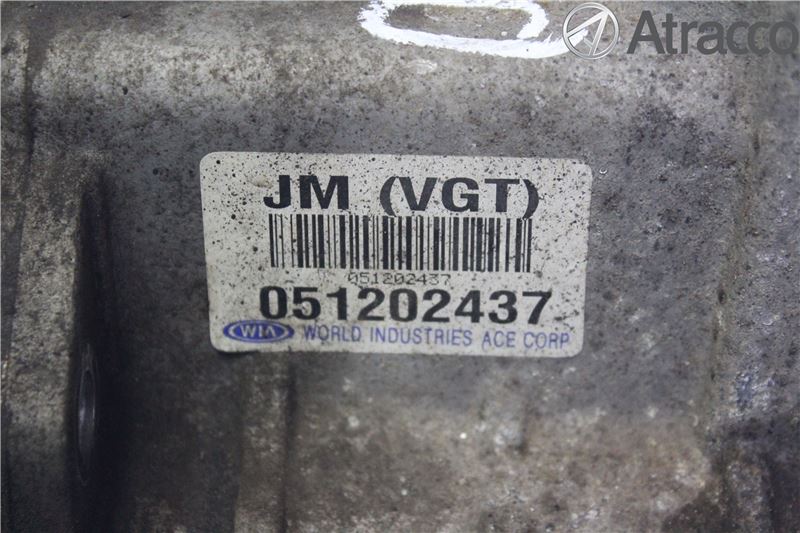 Atracco
JM (VGT)
051202437
051202437
WIA WORLD INDUSTRIES ACE CORP